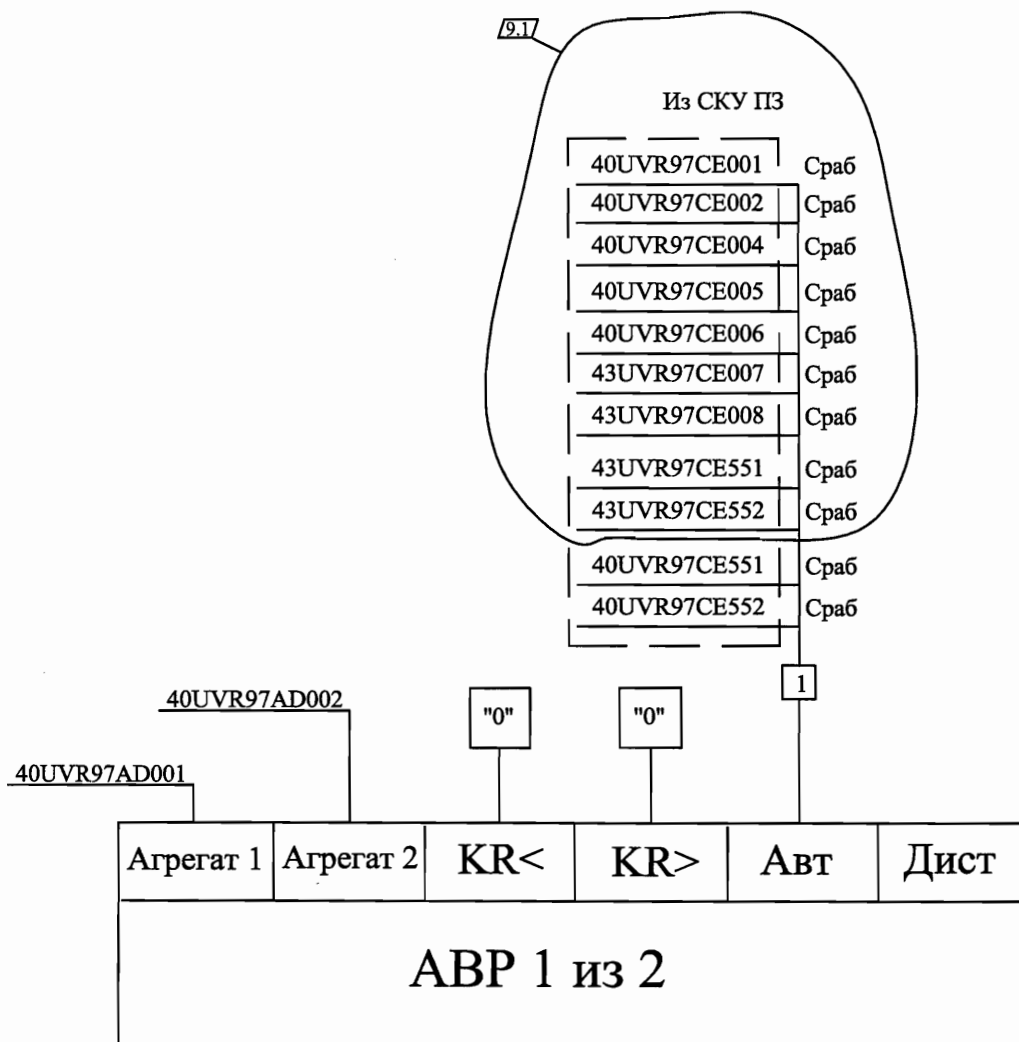 9.1
Из СКУ ПЗ
40UVR97CE001 Сраб
40UVR97CE002 Сраб
40UVR97CE004 Сраб
40UVR97CE005 Сраб
40UVR97CE006 Сраб
43UVR97CE007 Сраб
43UVR97CE008 Сраб
43UVR97CE551 Сраб
43UVR97CE552 Сраб
40UVR97CE551 Сраб
40UVR97CE552 Сраб
1
40UVR97AD002 "0" "0"
40UVR97AD001
Агрегат 1 Агрегат 2 KR< KR> Авт Дист
АВР 1 из 2